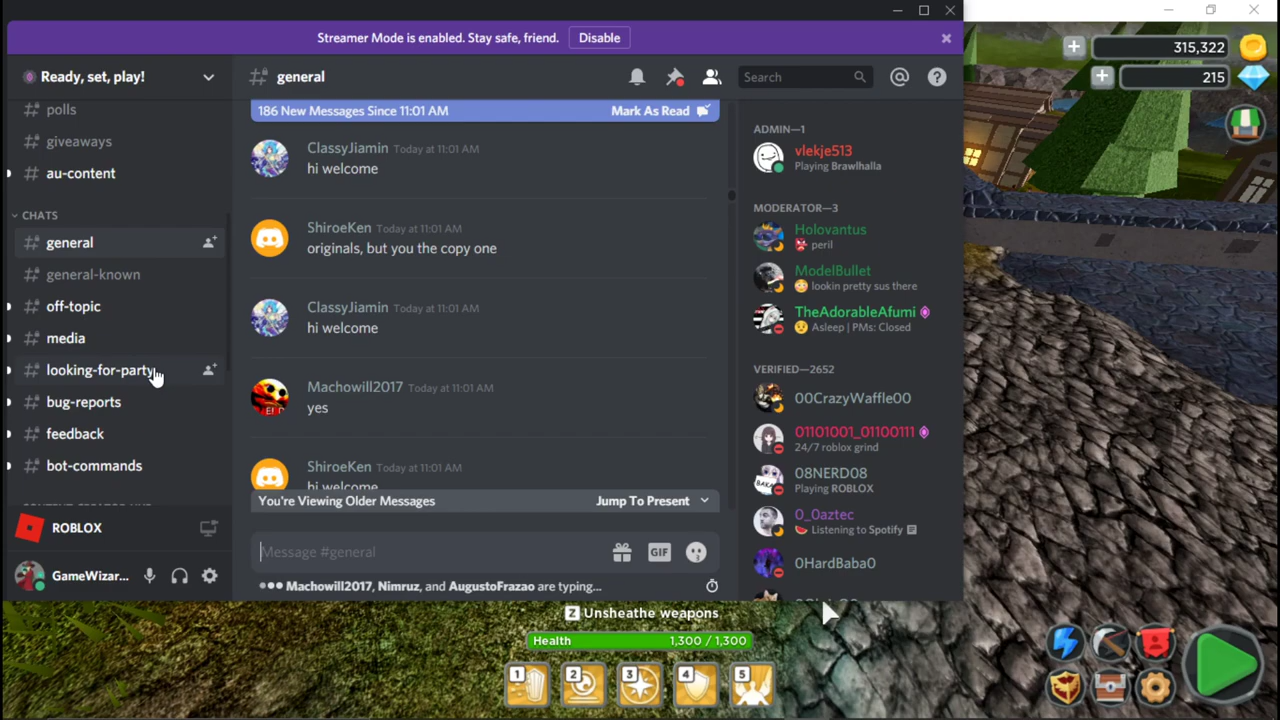 Streamer Mode is enabled. Stay safe, friend. Disable
315,322
215
Ready, set, play!
general
Search
polls
giveaways
au-content
CHATS
general
general-known
off-topic
media
looking-for-party
bug-reports
feedback
bot-commands
ROBLOX
GameWizar...
186 New Messages Since 11:01 AM Mark As Read
ClassyJiamin Today at 11:01 AM
hi welcome
ShiroeKen Today at 11:01 AM
originals, but you the copy one
ClassyJiamin Today at 11:01 AM
hi welcome
Machowill2017 Today at 11:01 AM
yes
ShiroeKen Today at 11:01 AM
hi welcome
You're Viewing Older Messages Jump To Present
Message #general
GIF
Machowill2017, Nimruz, and AugustoFrazao are typing...
ADMIN—1
vlekje513
Playing Brawlhalla
MODERATOR—3
Holovantus
peril
ModelBullet
lookin pretty sus there
TheAdorableAfumi
Asleep | PMs: Closed
VERIFIED—2652
00CrazyWaffle00
01101001_01100111
24/7 roblox grind
08NERD08
Playing ROBLOX
0_0aztec
Listening to Spotify
0HardBaba0
Z Unsheathe weapons
Health 1,300 / 1,300
1 2 3 4 5